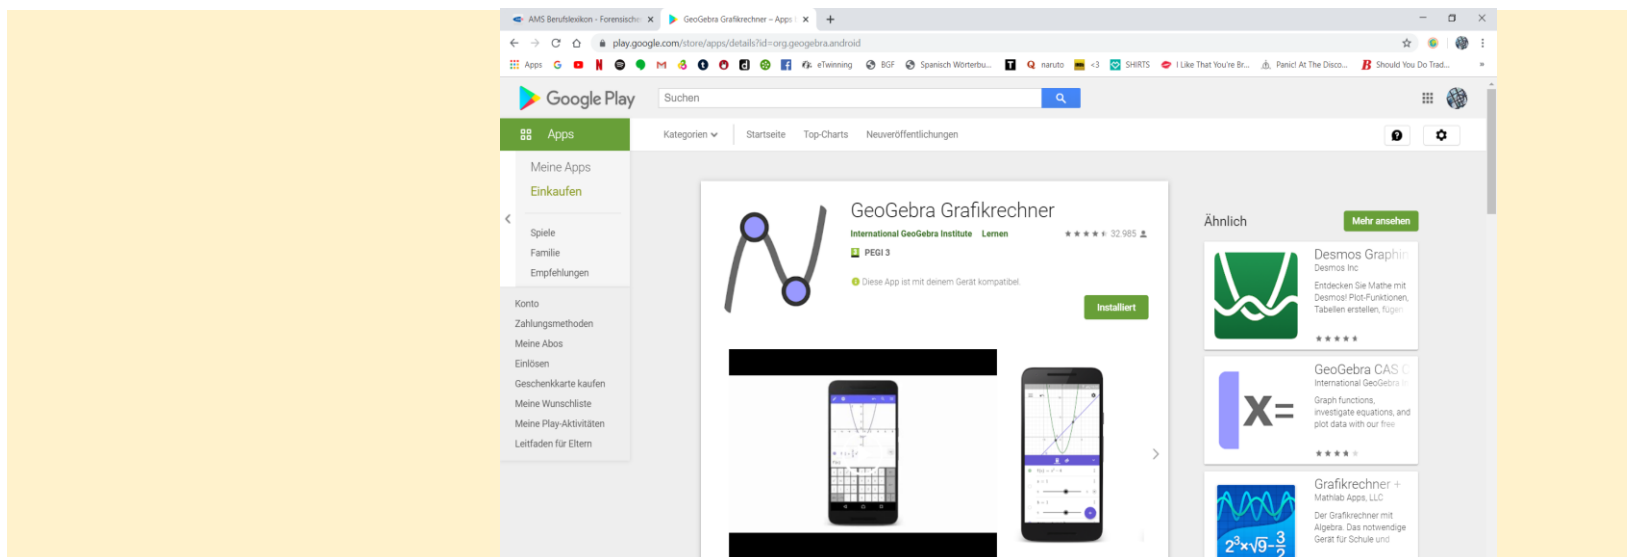 AMS Berufslexikon - Forensische
GeoGebra Grafikrechner – Apps
play.google.com/store/apps/details?id=org.geogebra.android
Apps
eTwinning
BGF
Spanisch Wörterbu...
naruto
<3
SHIRTS
I Like That You're Br...
Panic! At The Disco...
Should You Do Trad...
Google Play
Suchen
Apps
Kategorien
Startseite
Top-Charts
Neuveröffentlichungen
Meine Apps
Einkaufen
Spiele
Familie
Empfehlungen
Konto
Zahlungsmethoden
Meine Abos
Einlösen
Geschenkkarte kaufen
Meine Wunschliste
Meine Play-Aktivitäten
Leitfaden für Eltern
GeoGebra Grafikrechner
International GeoGebra Institute Lernen
32.985
PEGI 3
Diese App ist mit deinem Gerät kompatibel.
Installiert
Ähnlich
Mehr ansehen
Desmos Graphin
Desmos Inc
Entdecken Sie Mathe mit
Desmos! Plot-Funktionen,
Tabellen erstellen, fügen
GeoGebra CAS C
International GeoGebra
Graph functions,
investigate equations, and
plot data with our free
X=
Grafikrechner +
Mathlab Apps, LLC
Der Grafikrechner mit
Algebra. Das notwendige
Gerät für Schule und
2³×√9-3/2